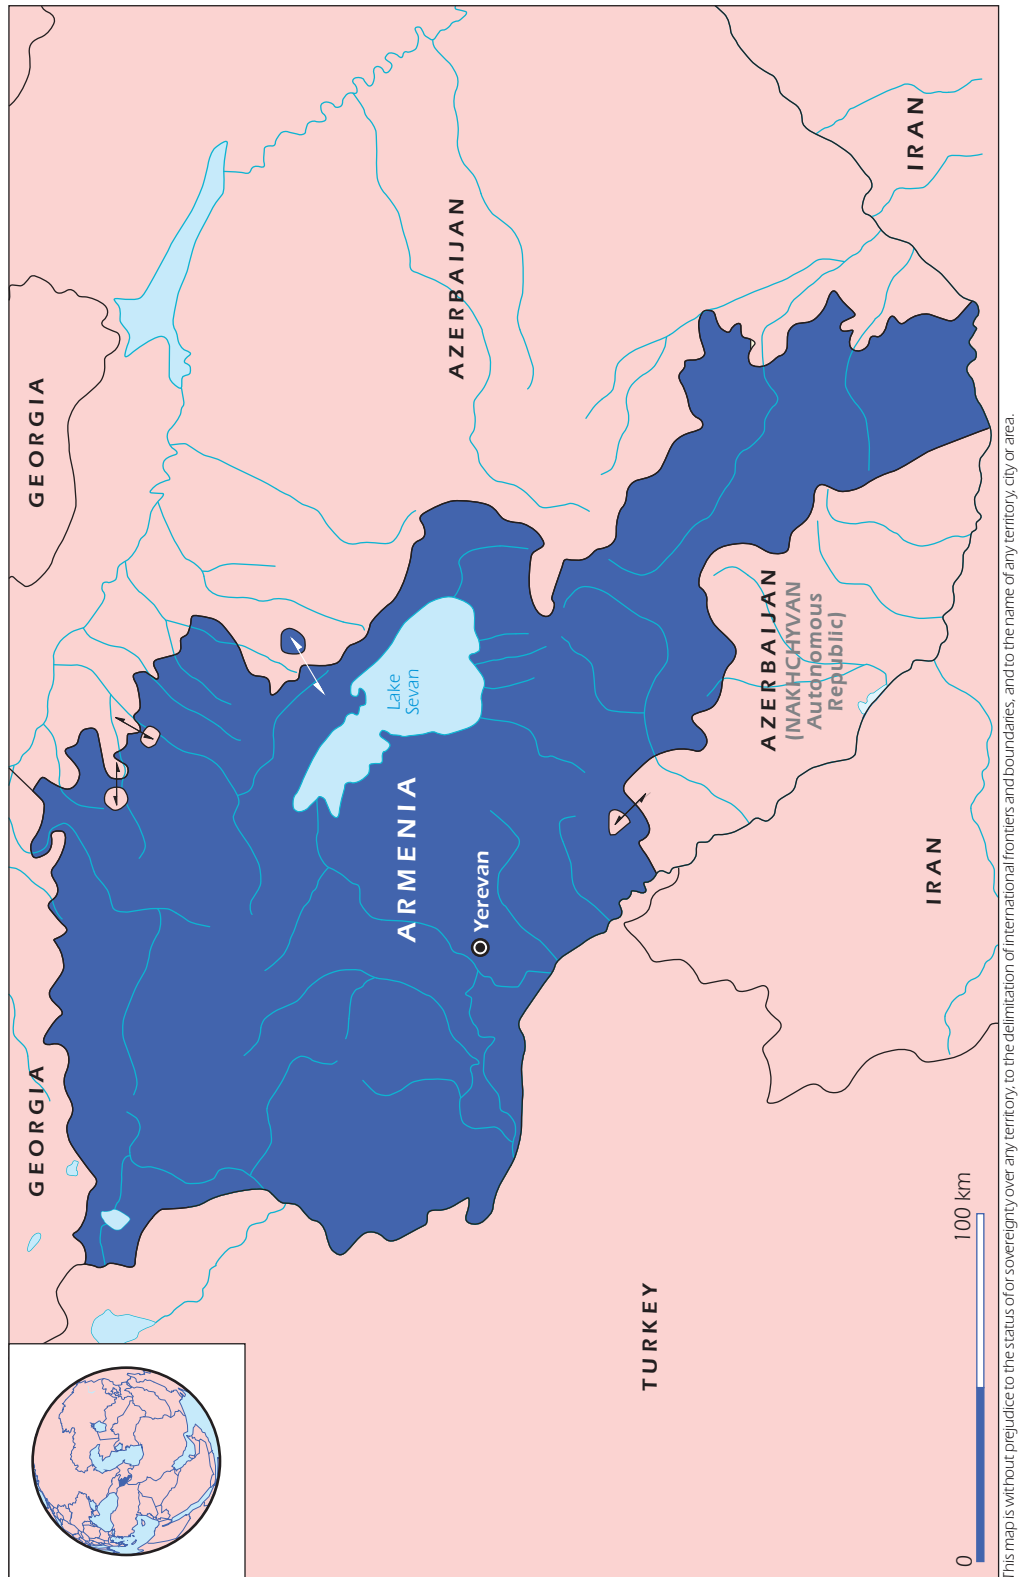 GEORGIA
GEORGIA
AZERBAIJAN
Lake
Sevan
ARMENIA
Yerevan
AZERBAIJAN
(NAKHCHYVAN
Autonomous
Republic)
TURKEY
IRAN
IRAN
0
100 km
This map is without prejudice to the status of or sovereignty over any territory, to the delimitation of international frontiers and boundaries, and to the name of any territory, city or area.